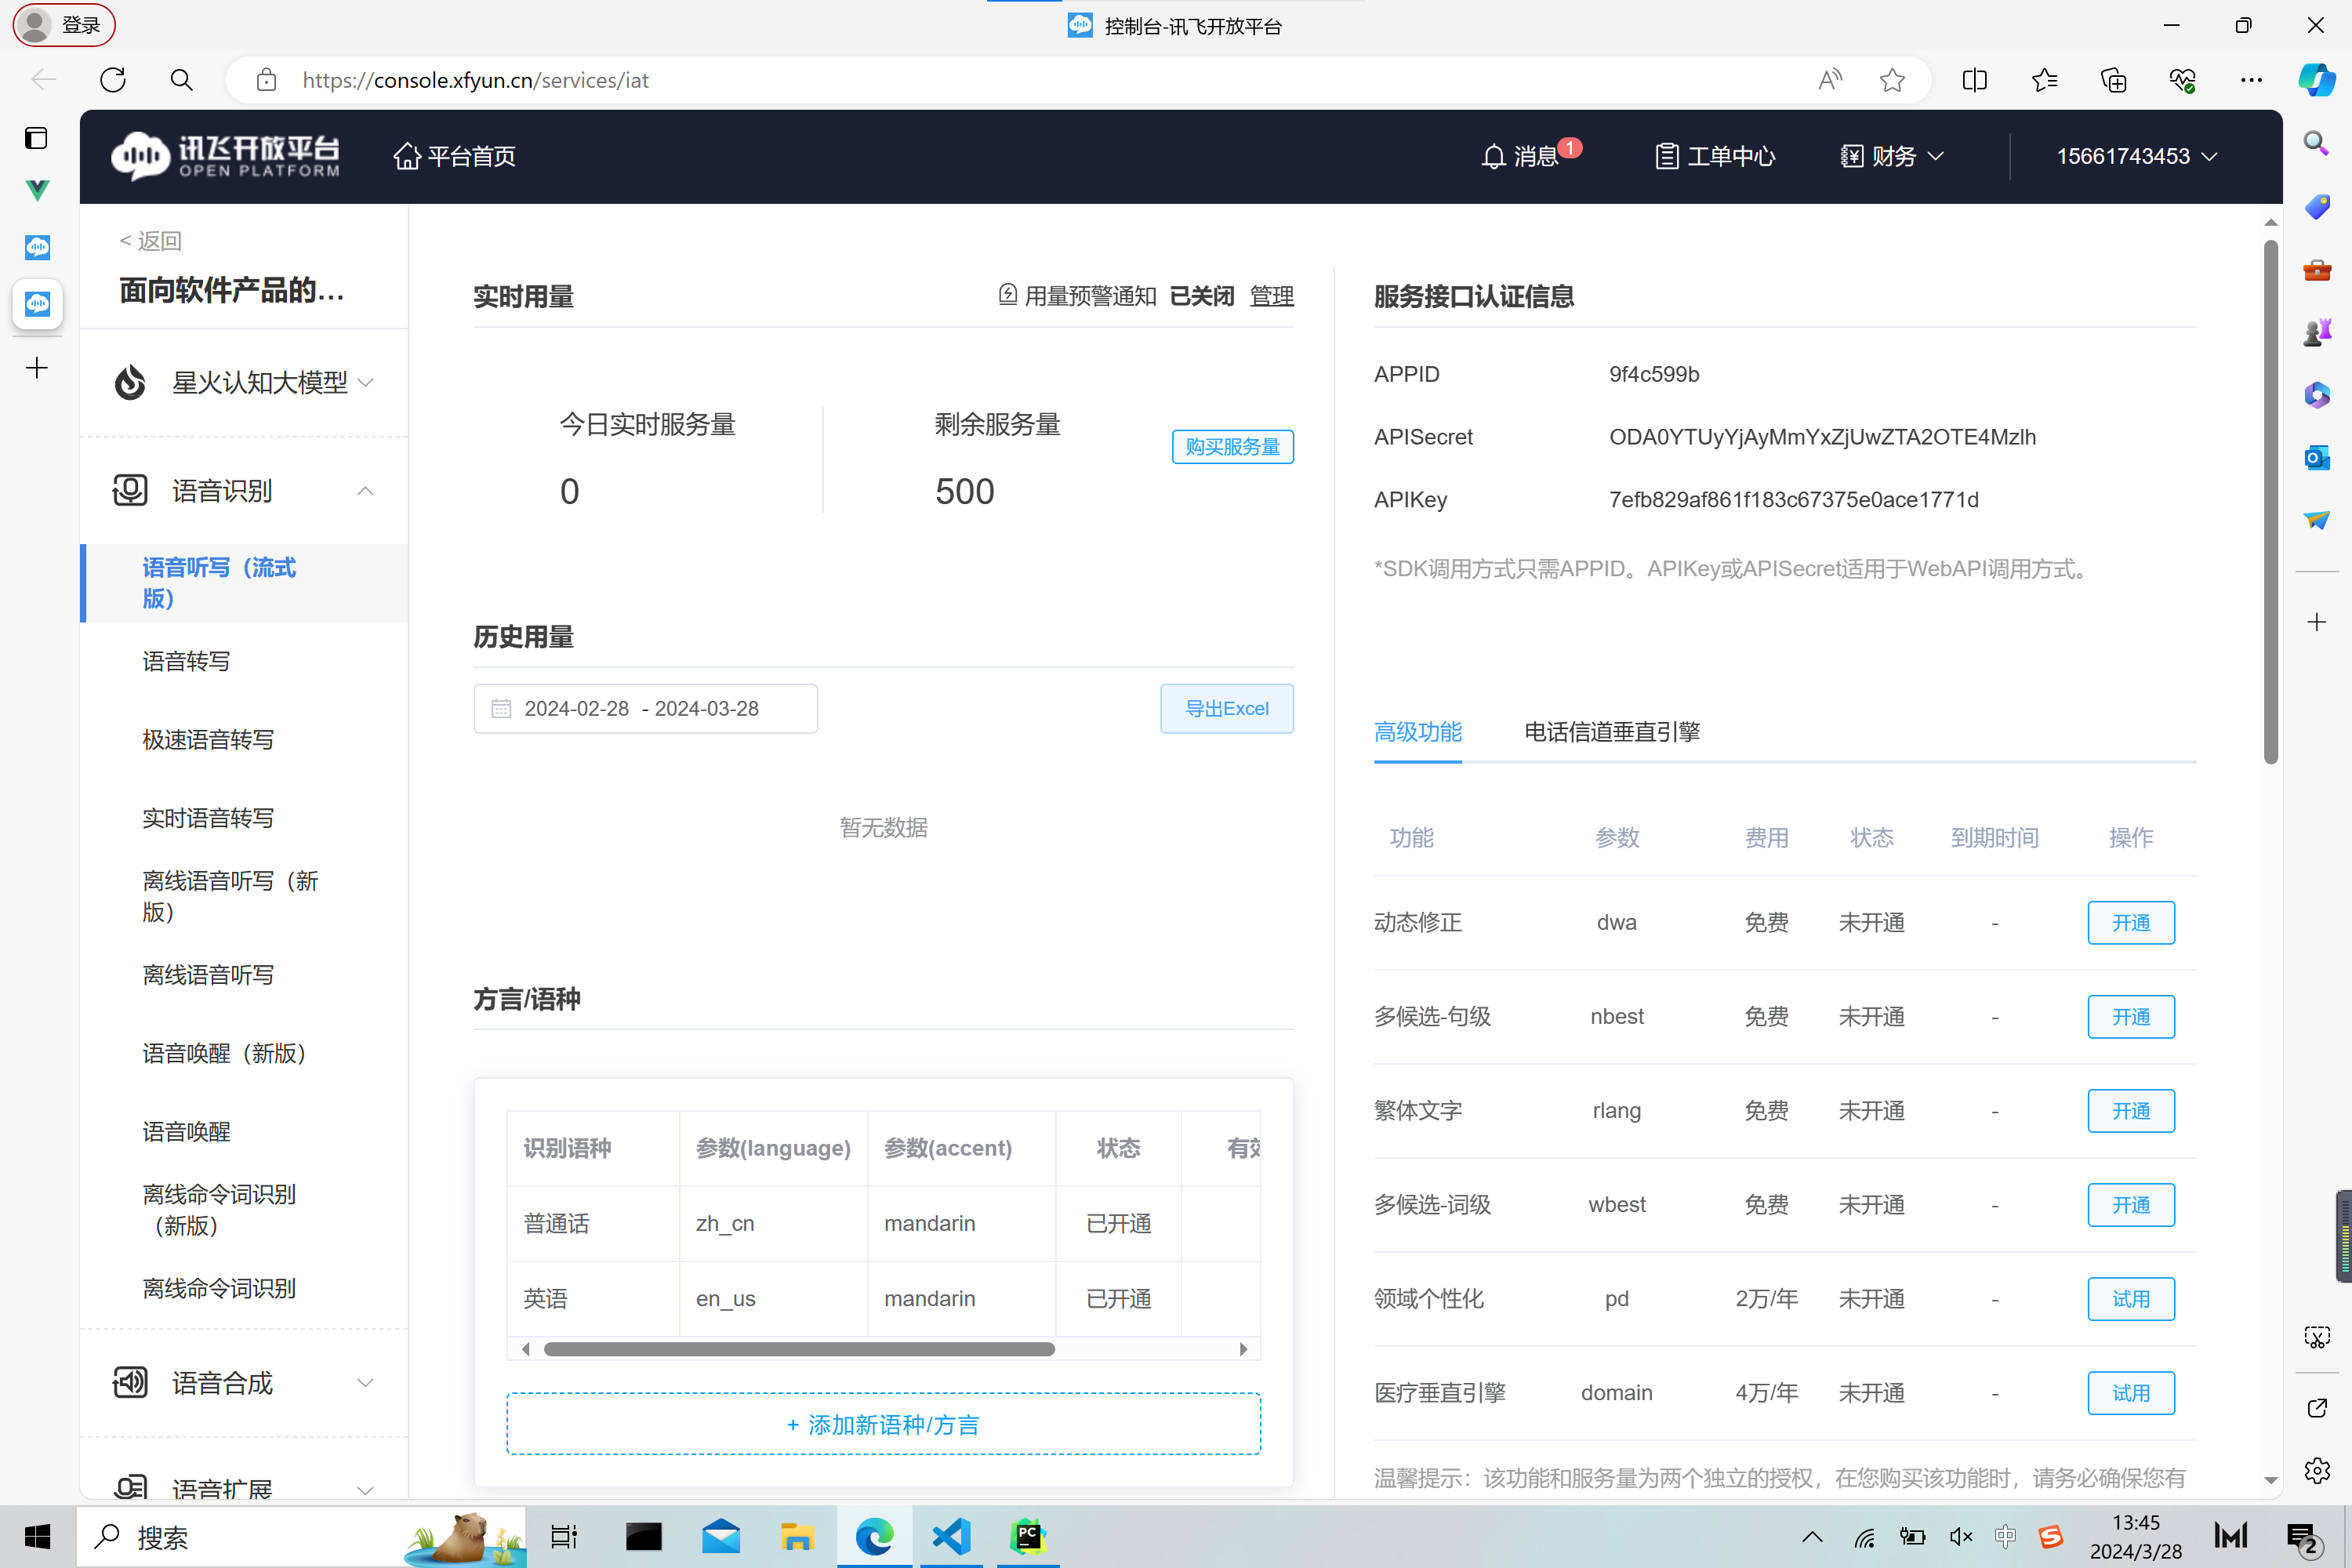 登录
控制台-讯飞开放平台
https://console.xfyun.cn/services/iat
讯飞开放平台
OPEN PLATFORM
平台首页
消息
1
工单中心
财务
15661743453
< 返回
面向软件产品的...
星火认知大模型
语音识别
语音听写（流式
版）
语音转写
极速语音转写
实时语音转写
离线语音听写（新
版）
离线语音听写
语音唤醒（新版）
语音唤醒
离线命令词识别
（新版）
离线命令词识别
语音合成
语音扩展
实时用量
用量预警通知 已关闭 管理
今日实时服务量
0
剩余服务量
500
购买服务量
历史用量
2024-02-28 - 2024-03-28
导出Excel
暂无数据
方言/语种
识别语种 参数(language) 参数(accent) 状态 有效
普通话 zh_cn mandarin 已开通
英语 en_us mandarin 已开通
+ 添加新语种/方言
服务接口认证信息
APPID 9f4c599b
APISecret ODA0YTUyYjAyMmYxZjUwZTA2OTE4Mzlh
APIKey 7efb829af861f183c67375e0ace1771d
*SDK调用方式只需APPID。APIKey或APISecret适用于WebAPI调用方式。
高级功能 电话信道垂直引擎
功能 参数 费用 状态 到期时间 操作
动态修正 dwa 免费 未开通 - 开通
多候选-句级 nbest 免费 未开通 - 开通
繁体文字 rlang 免费 未开通 - 开通
多候选-词级 wbest 免费 未开通 - 开通
领域个性化 pd 2万/年 未开通 - 试用
医疗垂直引擎 domain 4万/年 未开通 - 试用
温馨提示：该功能和服务量为两个独立的授权，在您购买该功能时，请务必确保您有
搜索
PC
中
13:45
2024/3/28
2